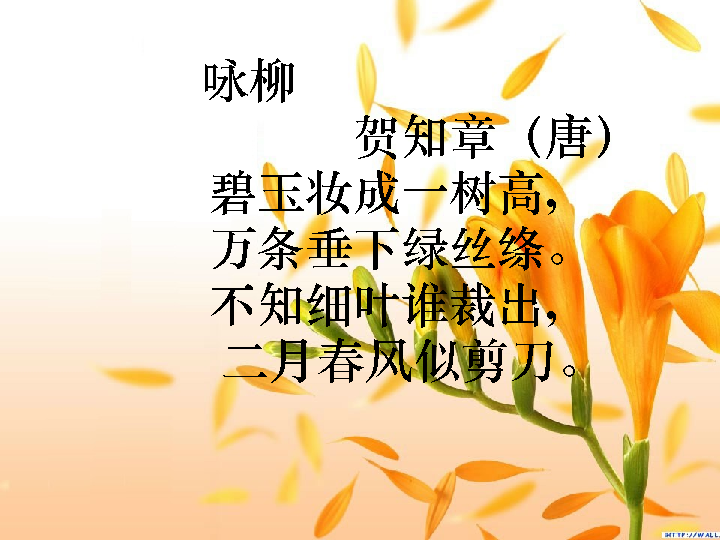 咏柳
贺知章（唐）
碧玉妆成一树高，
万条垂下绿丝绦。
不知细叶谁裁出，
二月春风似剪刀。